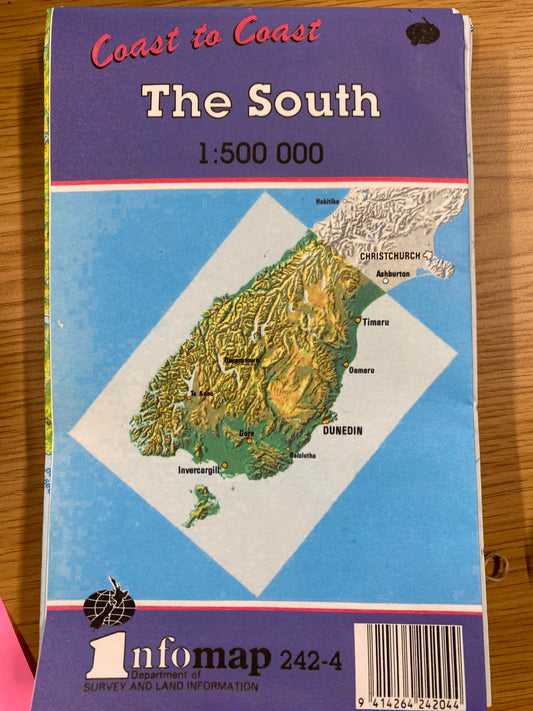 Coast to Coast
The South
1:500 000
Hokitika
CHRISTCHURCH
Ashburton
Timaru
Queenstown
Oamaru
Te Anau
DUNEDIN
Gore
Balclutha
Invercargill
Infomap 242-4
Department of
SURVEY AND LAND INFORMATION
9 414264 242044